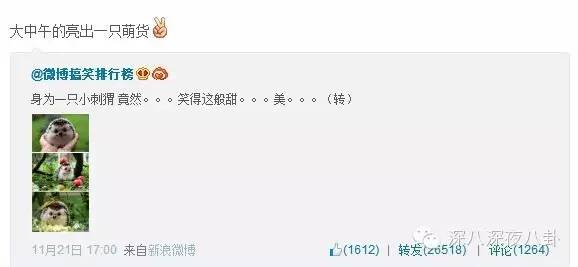 大中午的亮出一只萌货
@微博搞笑排行榜
身为一只小刺猬 竟然。。。笑得这般甜。。。美。。。（转）
11月21日 17:00 来自新浪微博 (1612) | 转发(26518) | 评论(1264)
深八深夜八卦